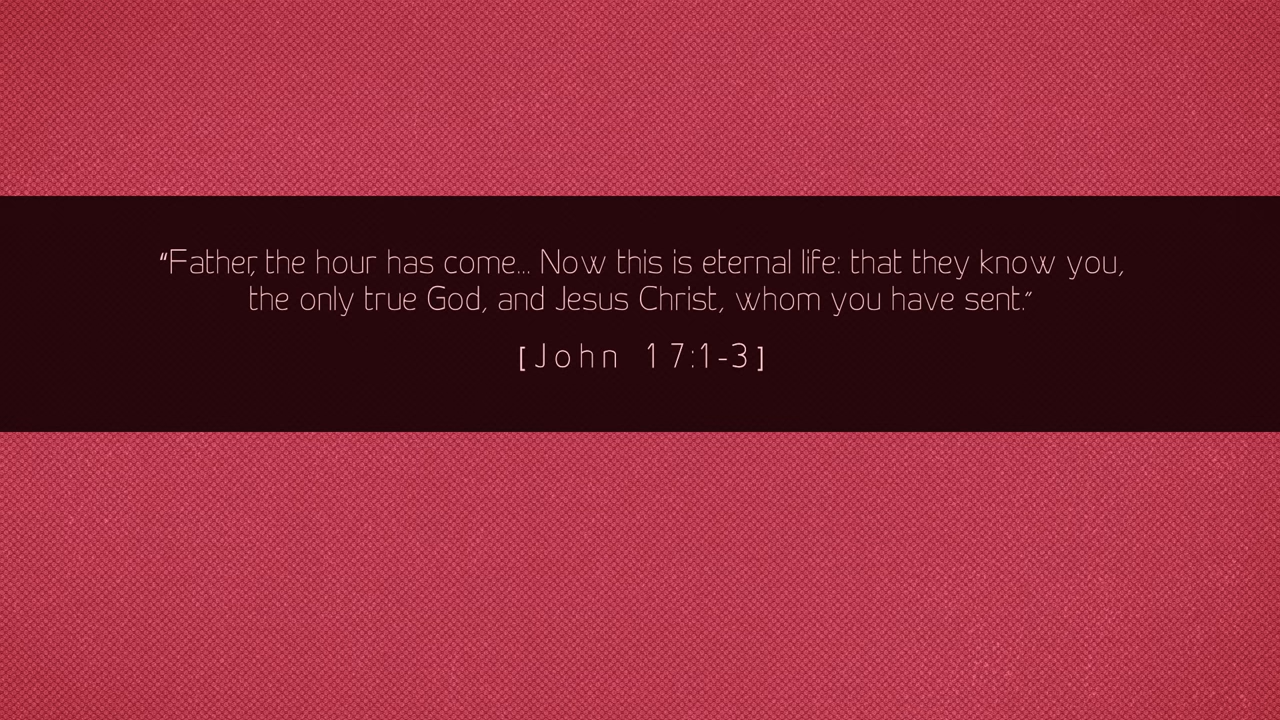 “Father, the hour has come... Now this is eternal life: that they know you,
the only true God, and Jesus Christ, whom you have sent.”
[John 17:1-3]